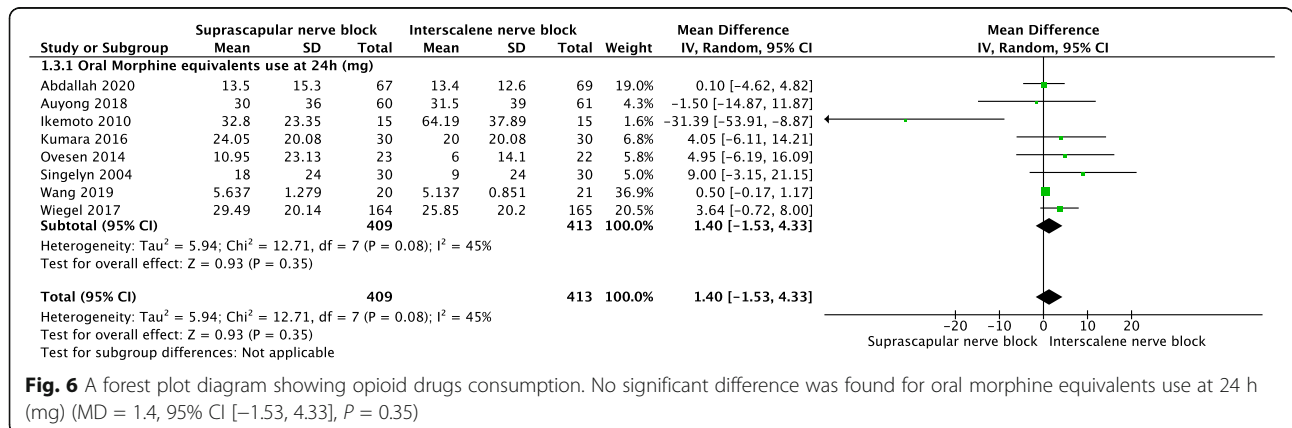 Suprascapular nerve block Interscalene nerve block Mean Difference Mean Difference
Study or Subgroup Mean SD Total Mean SD Total Weight IV, Random, 95% CI IV, Random, 95% CI
1.3.1 Oral Morphine equivalents use at 24h (mg)
Abdallah 2020 13.5 15.3 67 13.4 12.6 69 19.0% 0.10 [-4.62, 4.82]
Auyong 2018 30 36 60 31.5 39 61 4.3% -1.50 [-14.87, 11.87]
Ikemoto 2010 32.8 23.35 15 64.19 37.89 15 1.6% -31.39 [-53.91, -8.87]
Kumara 2016 24.05 20.08 30 20 20.08 30 6.8% 4.05 [-6.11, 14.21]
Ovesen 2014 10.95 23.13 23 6 14.1 22 5.8% 4.95 [-6.19, 16.09]
Singelyn 2004 18 24 30 9 24 30 5.0% 9.00 [-3.15, 21.15]
Wang 2019 5.637 1.279 20 5.137 0.851 21 36.9% 0.50 [-0.17, 1.17]
Wiegel 2017 29.49 20.14 164 25.85 20.2 165 20.5% 3.64 [-0.72, 8.00]
Subtotal (95% CI) 409 413 100.0% 1.40 [-1.53, 4.33]
Heterogeneity: Tau² = 5.94; Chi² = 12.71, df = 7 (P = 0.08); I² = 45%
Test for overall effect: Z = 0.93 (P = 0.35)
Total (95% CI) 409 413 100.0% 1.40 [-1.53, 4.33]
Heterogeneity: Tau² = 5.94; Chi² = 12.71, df = 7 (P = 0.08); I² = 45%
Test for overall effect: Z = 0.93 (P = 0.35)
Test for subgroup differences: Not applicable
-20 -10 0 10 20
Suprascapular nerve block Interscalene nerve block
Fig. 6 A forest plot diagram showing opioid drugs consumption. No significant difference was found for oral morphine equivalents use at 24 h
(mg) (MD = 1.4, 95% CI [−1.53, 4.33], P = 0.35)